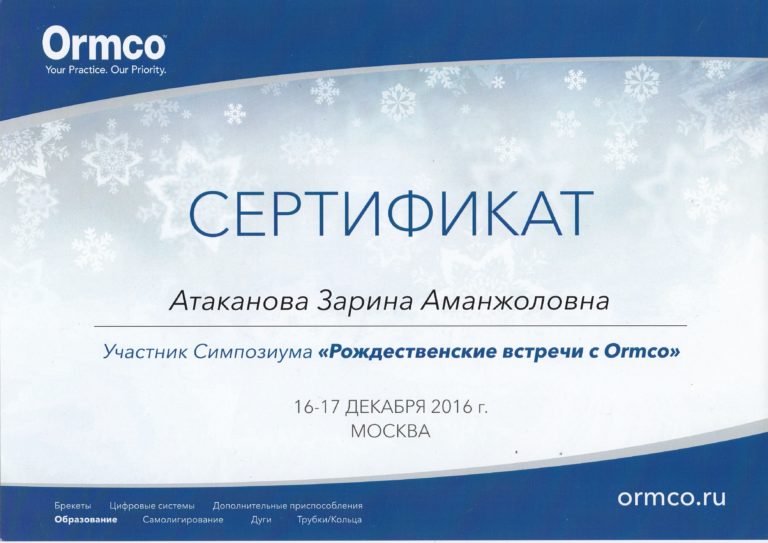 Ormco™
Your Practice. Our Priority.
СЕРТИФИКАТ
Атаканова Зарина Аманжоловна
Участник Симпозиума «Рождественские встречи с Ormco»
16-17 ДЕКАБРЯ 2016 г.
МОСКВА
Брекеты Цифровые системы Дополнительные приспособления
Образование Самолигирование Дуги Трубки/Кольца
ormco.ru